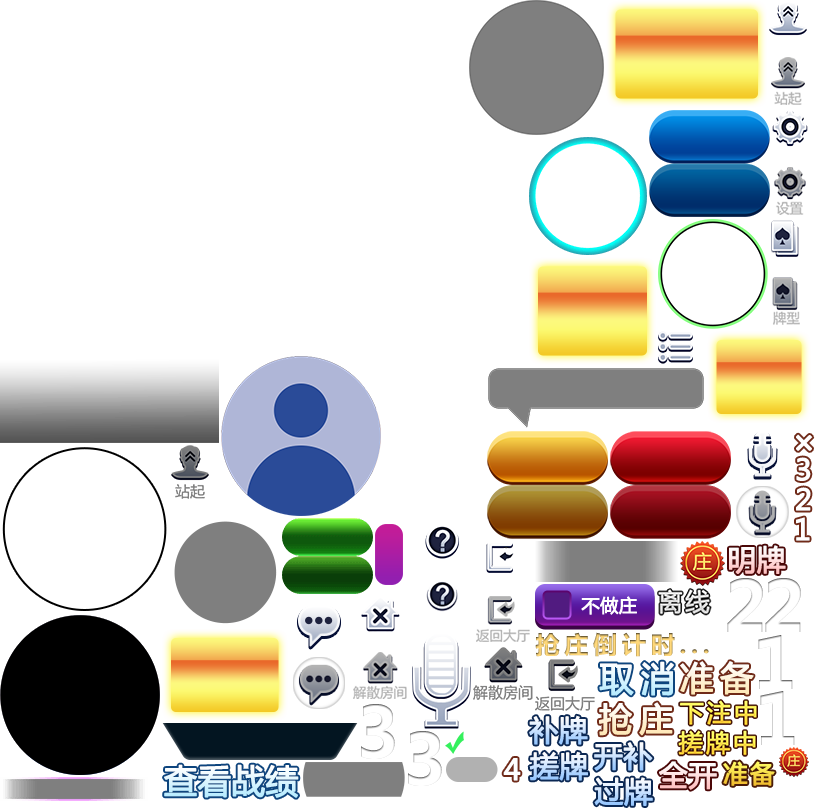 站起
设置
牌型
站起
×
3
2
1
庄
明牌
不做庄
离线
22
返回大厅
抢庄倒计时...
解散房间
解散房间
返回大厅
取消
准备
1
1
抢庄
下注中
补牌
搓牌中
3
3
开补
庄
查看战绩
4
搓牌
全开
准备
过牌